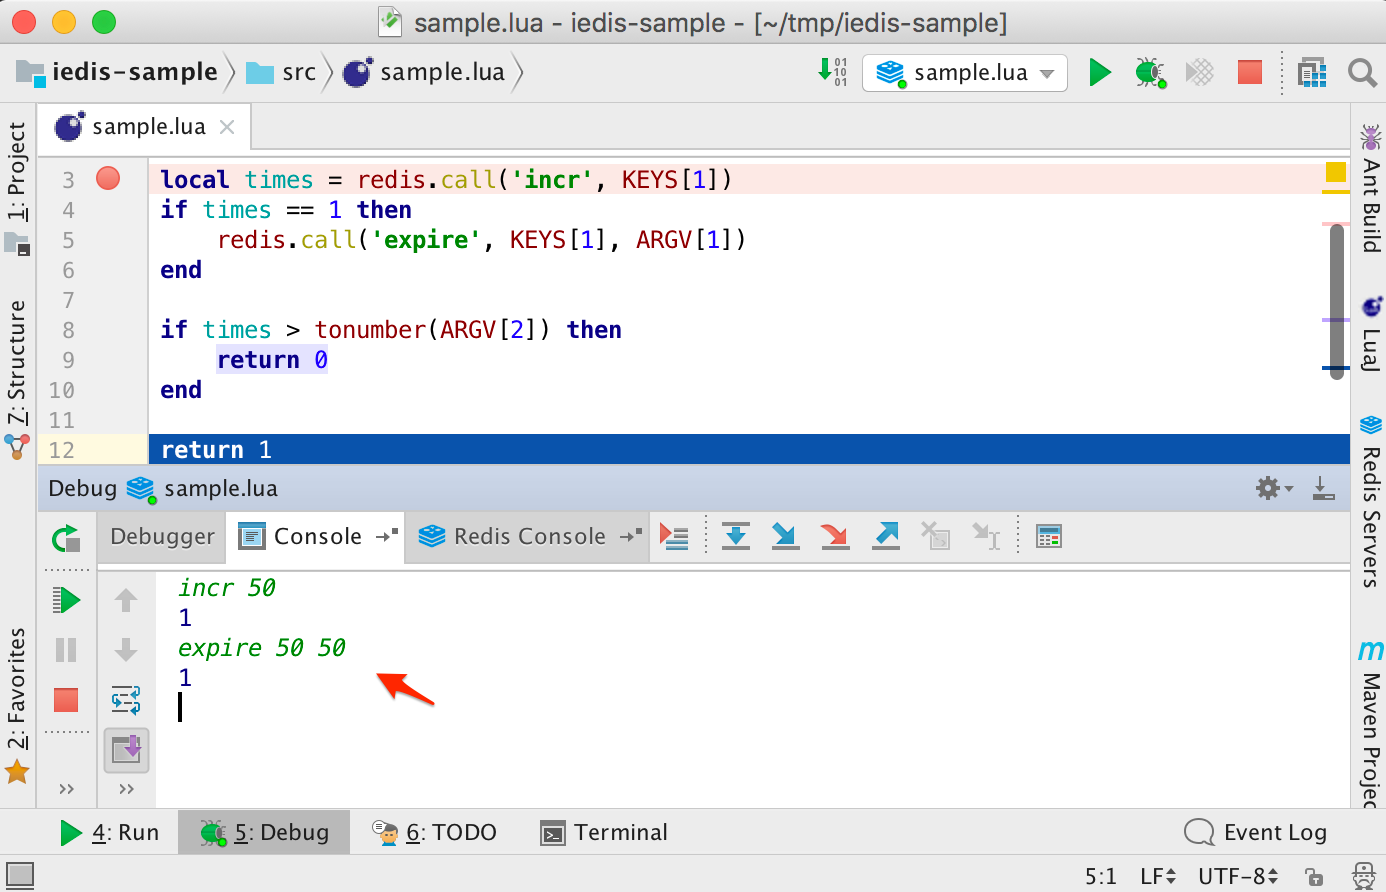 sample.lua - iedis-sample - [~/tmp/iedis-sample]
iedis-sample src sample.lua sample.lua
sample.lua
1: Project
Z: Structure
2: Favorites
3 local times = redis.call('incr', KEYS[1])
4 if times == 1 then
5 redis.call('expire', KEYS[1], ARGV[1])
6 end
7
8 if times > tonumber(ARGV[2]) then
9 return 0
10 end
11
12 return 1
Ant Build
LuaJ
Redis Servers
Maven Projec
Debug sample.lua
Debugger Console Redis Console
incr 50
1
expire 50 50
1
4: Run 5: Debug 6: TODO Terminal Event Log
5:1 LF UTF-8